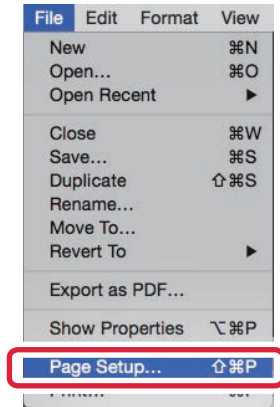 File Edit Format View
New ⌘N
Open... ⌘O
Open Recent ▶
Close ⌘W
Save... ⌘S
Duplicate ⇧⌘S
Rename...
Move To...
Revert To ▶
Export as PDF...
Show Properties ⌥⌘P
Page Setup... ⇧⌘P